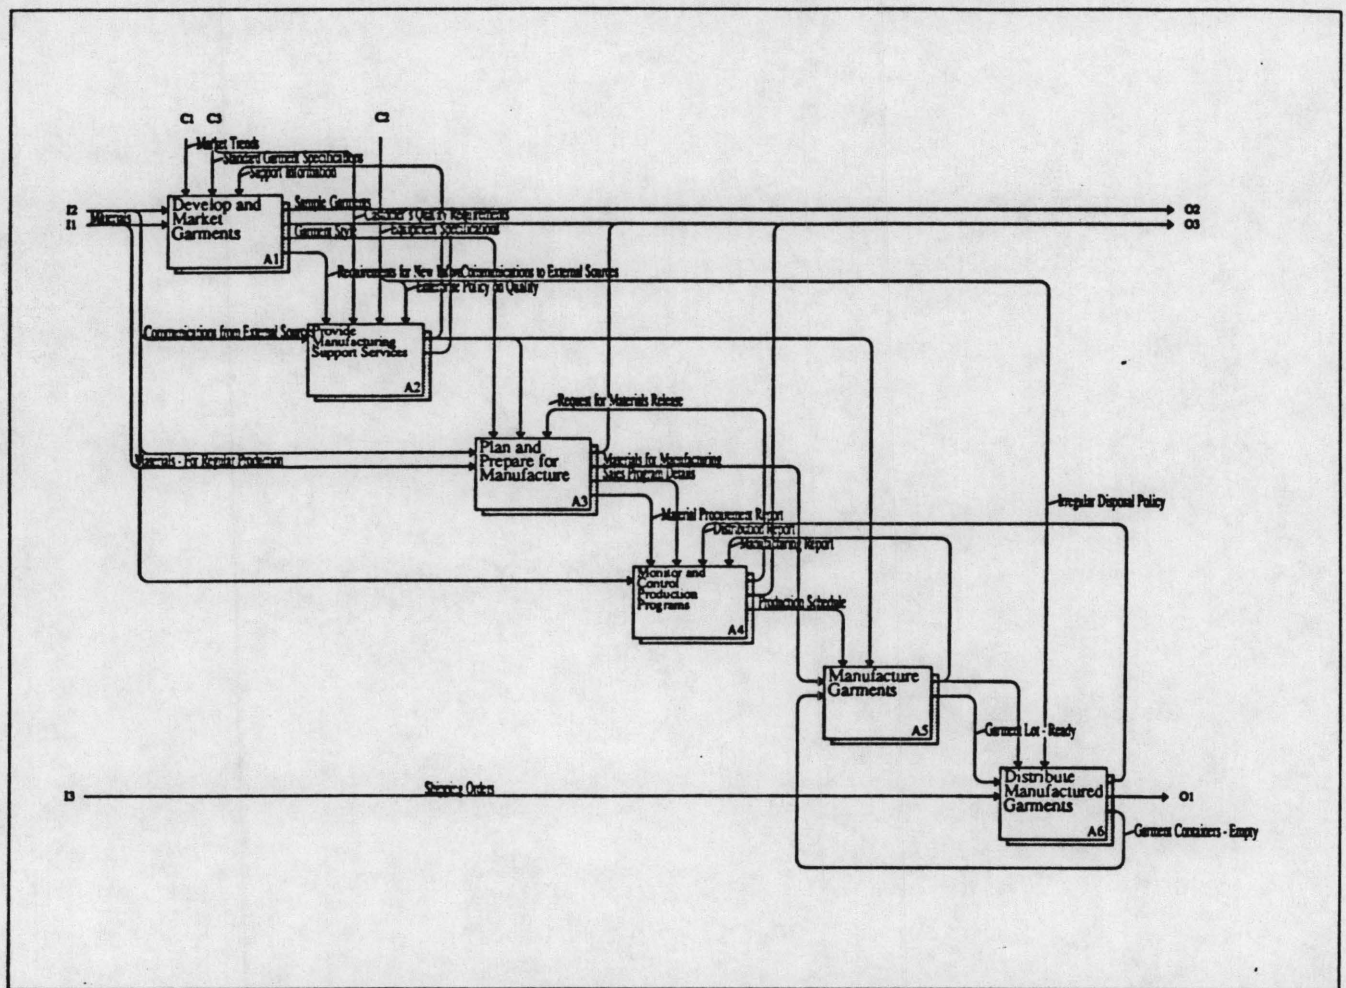 C1 C3 C2
Market Trends
Standard Garment Specifications
Support Information
I2
I1
Materials
Develop and
Market
Garments
A1
Sample Garments
Customer's Quality Requirements
Garment Style
Equipment Specifications
O2
O3
Requirements for New
Communications to External Sources
Enterprise Policy on Quality
Communications from External Sources
Provide
Manufacturing
Support Services
A2
Request for Materials Release
Materials - For Regular Production
Plan and
Prepare for
Manufacture
A3
Materials for Manufacturing
Sales Program Details
Irregular Disposal Policy
Material Procurement Report
Distribution Report
Manufacturing Report
Monitor and
Control
Production
Programs
A4
Production Schedule
Manufacture
Garments
A5
Garment Lot - Ready
I3
Shipping Orders
Distribute
Manufactured
Garments
A6
O1
Garment Containers - Empty